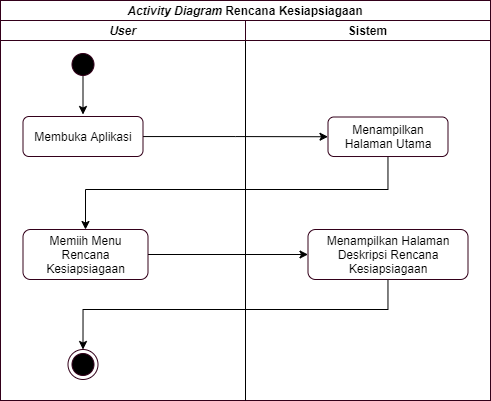 Activity Diagram Rencana Kesiapsiagaan
User
Sistem
Membuka Aplikasi
Menampilkan
Halaman Utama
Memiih Menu
Rencana
Kesiapsiagaan
Menampilkan Halaman
Deskripsi Rencana
Kesiapsiagaan